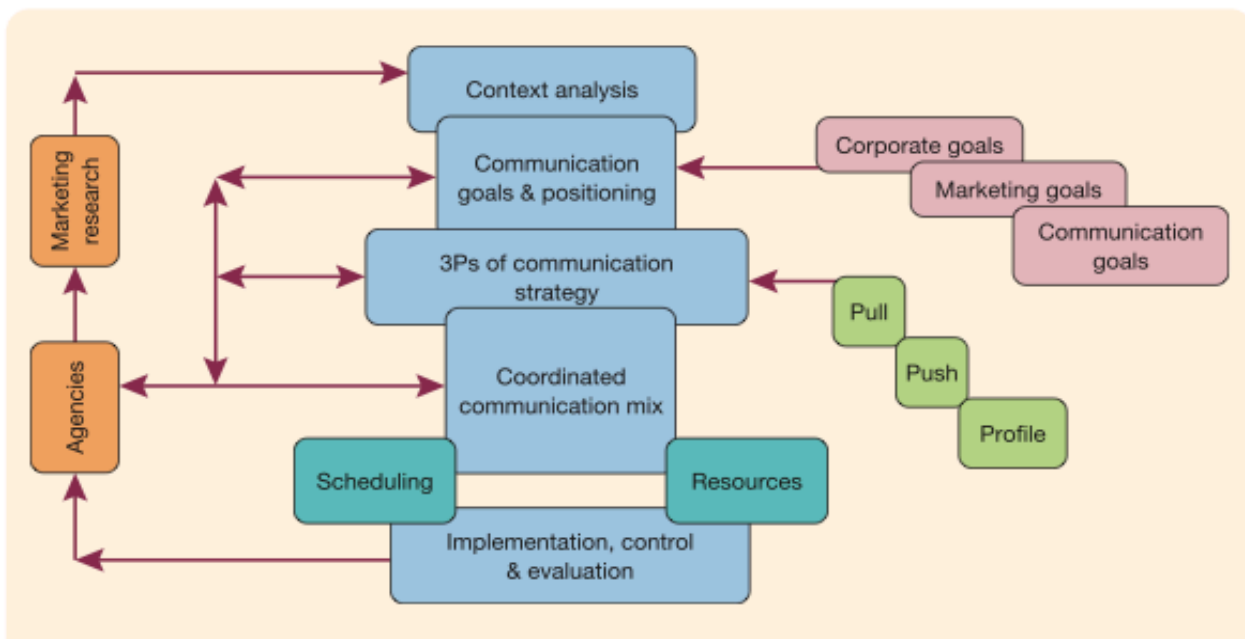 Context analysis
Marketing
research
Communication
goals & positioning
Corporate goals
Marketing goals
Communication
goals
3Ps of communication
strategy
Pull
Push
Profile
Agencies
Coordinated
communication mix
Scheduling
Resources
Implementation, control
& evaluation